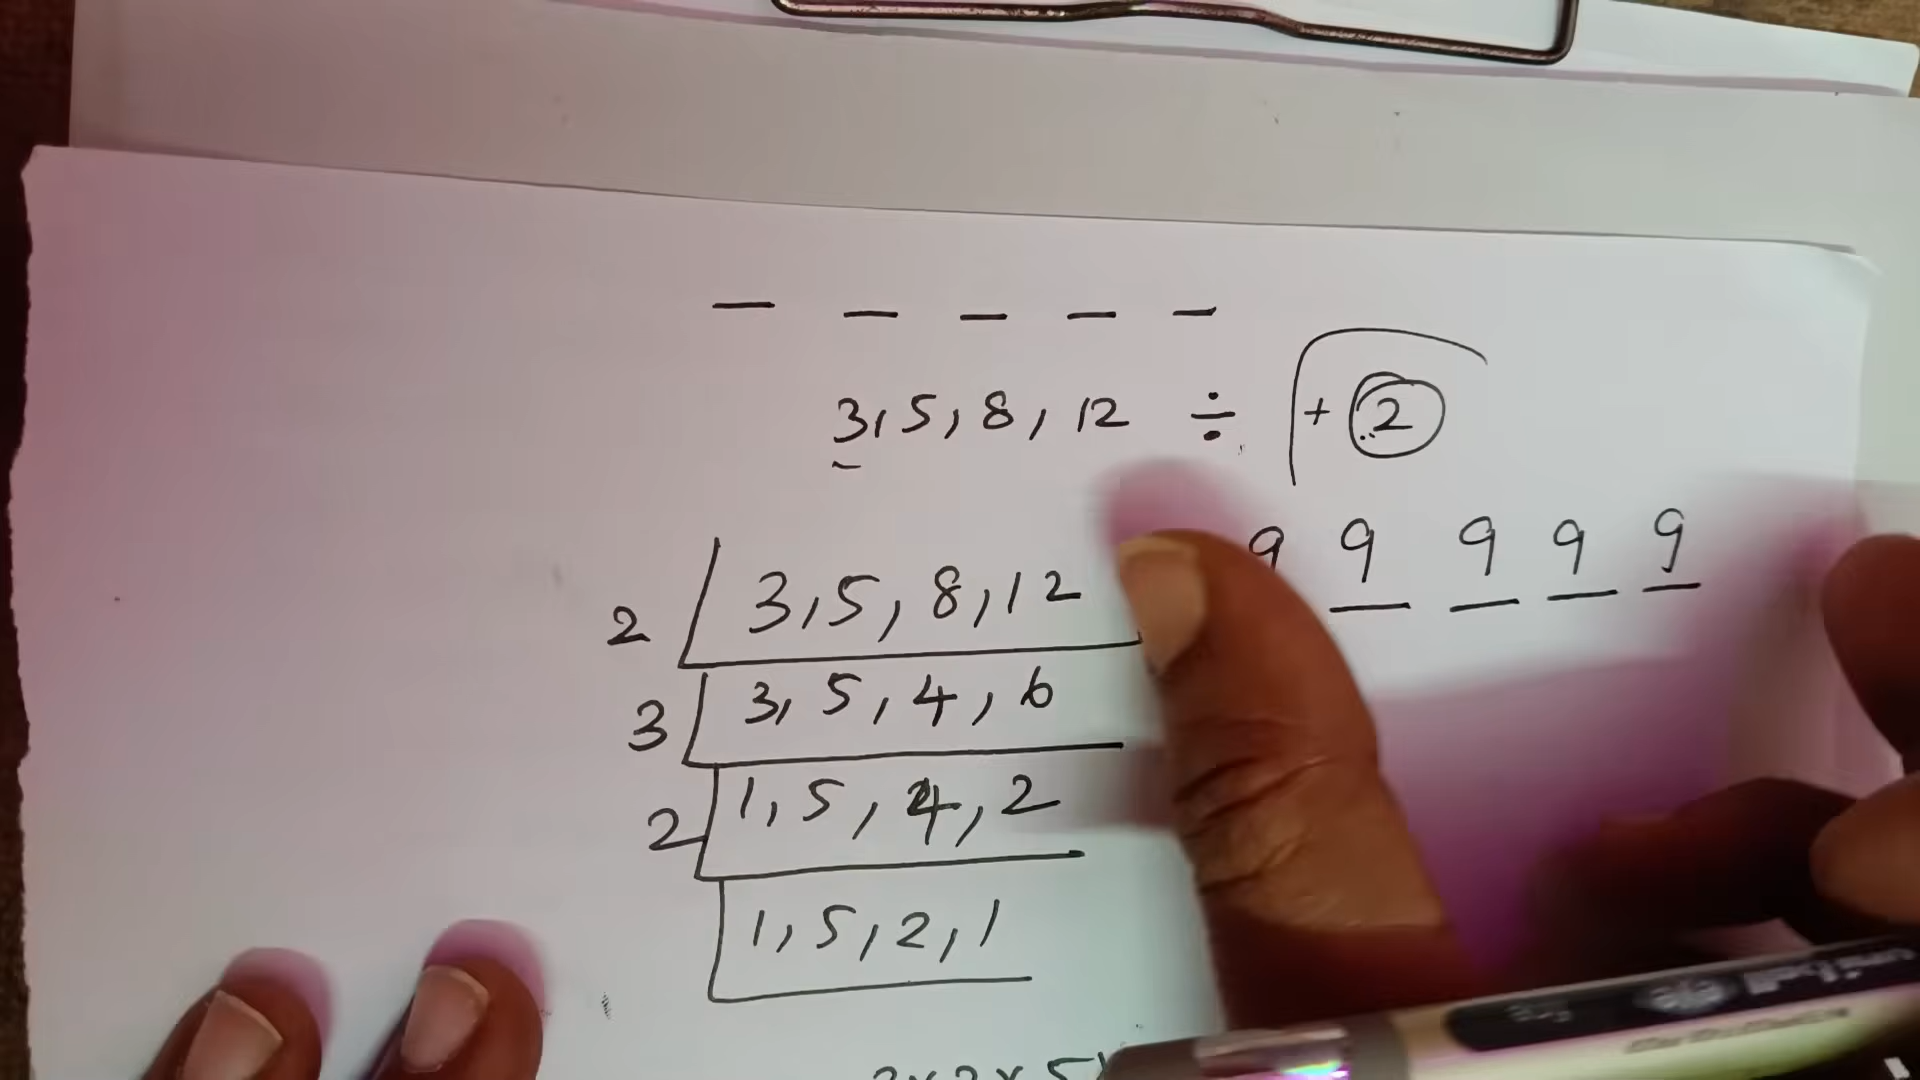 _ _ _ _ _
3, 5, 8, 12 ÷ + 2
9 9 9 9 9
2 3, 5, 8, 12
3 3, 5, 4, 6
2 1, 5, 4, 2
1, 5, 2, 1